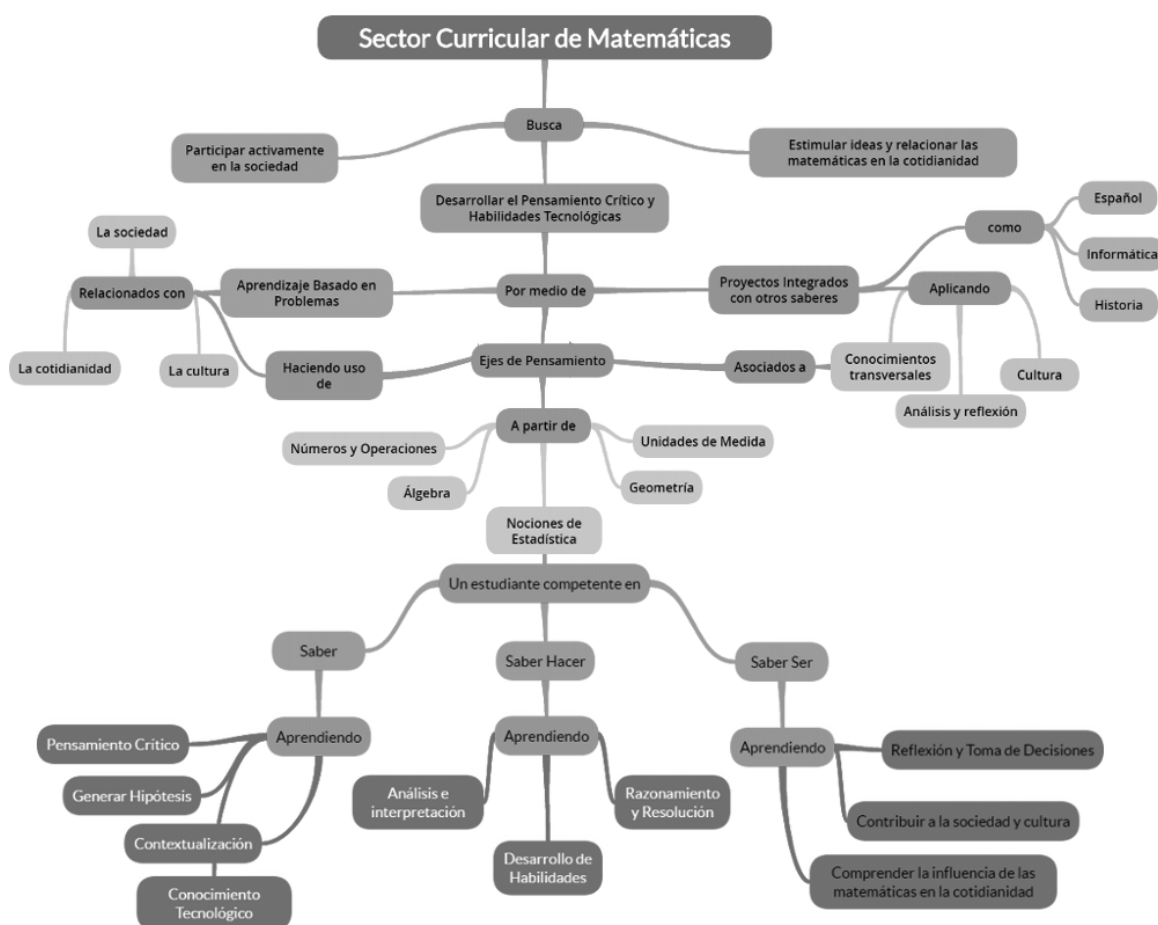 Sector Curricular de Matemáticas
Busca
Participar activamente
en la sociedad
Estimular ideas y relacionar las
matemáticas en la cotidianidad
Desarrollar el Pensamiento Crítico y
Habilidades Tecnológicas
Español
La sociedad
como
Informática
Relacionados con
Aprendizaje Basado en
Problemas
Por medio de
Proyectos Integrados
con otros saberes
Aplicando
Historia
La cotidianidad
La cultura
Haciendo uso
de
Ejes de Pensamiento
Asociados a
Conocimientos
transversales
Cultura
Análisis y reflexión
A partir de
Números y Operaciones
Unidades de Medida
Álgebra
Geometría
Nociones de
Estadística
Un estudiante competente en
Saber
Saber Hacer
Saber Ser
Aprendiendo
Aprendiendo
Aprendiendo
Pensamiento Crítico
Generar Hipótesis
Contextualización
Conocimiento
Tecnológico
Análisis e
interpretación
Razonamiento
y Resolución
Desarrollo de
Habilidades
Reflexión y Toma de Decisiones
Contribuir a la sociedad y cultura
Comprender la influencia de las
matemáticas en la cotidianidad